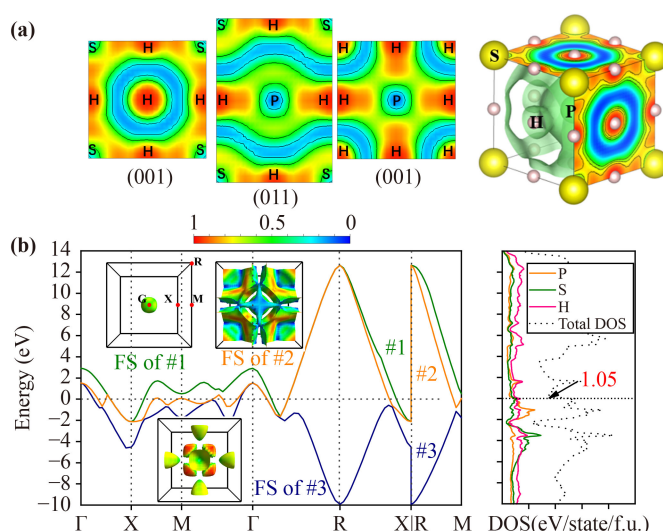 (a)
S H S S H S H
H H H P H H P H
S H S S H S H
(001) (011) (001)
S
P
H
1 0.5 0
(b)
14
12
10
8
6
4
2
0
−2
−4
−6
−8
−10
Energy (eV)
R
G X M
FS of #1 FS of #2
#1
#2
#3
FS of #3
Γ X M Γ R X|R M
P
S
H
Total DOS
1.05
DOS(eV/state/f.u.)